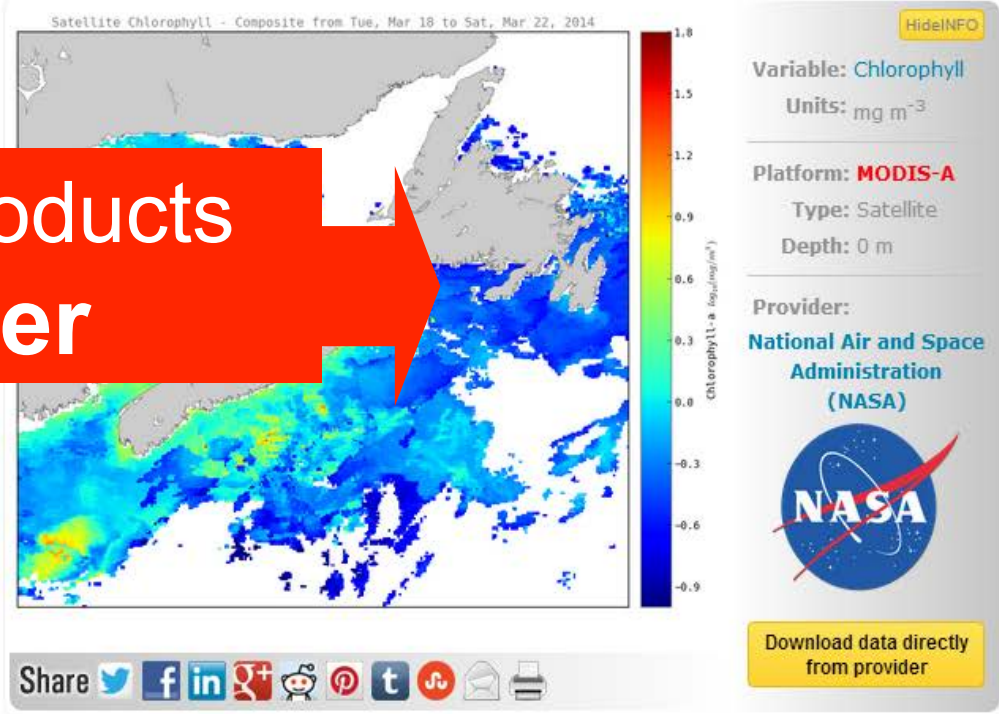 Satellite Chlorophyll - Composite from Tue, Mar 18 to Sat, Mar 22, 2014
oducts
er
1.8
1.5
1.2
0.9
0.6
0.3
0.0
-0.3
-0.6
-0.9
Chlorophyll-a log₁₀(mg/m³)
HideINFO
Variable: Chlorophyll
Units: mg m⁻³
Platform: MODIS-A
Type: Satellite
Depth: 0 m
Provider:
National Air and Space
Administration
(NASA)
NASA
Download data directly
from provider
Share